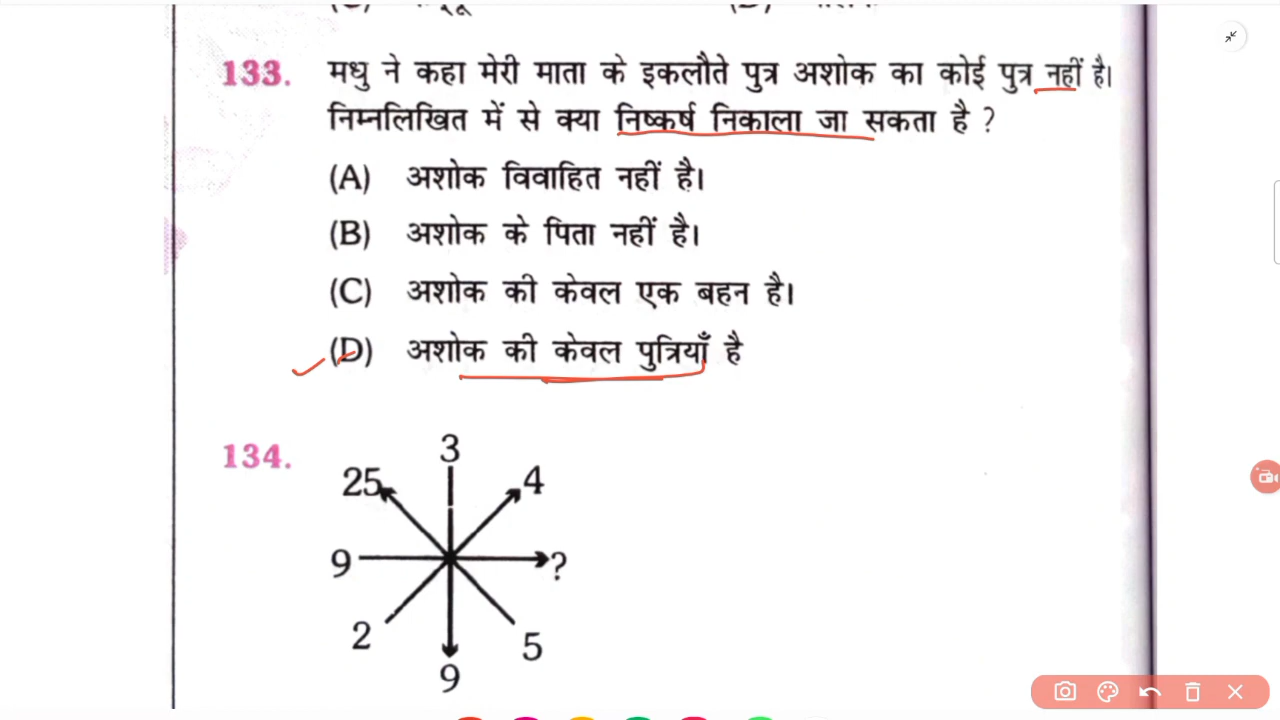 133. मधु ने कहा मेरी माता के इकलौते पुत्र अशोक का कोई पुत्र नहीं है।
निम्नलिखित में से क्या निष्कर्ष निकाला जा सकता है ?
(A) अशोक विवाहित नहीं है।
(B) अशोक के पिता नहीं है।
(C) अशोक की केवल एक बहन है।
(D) अशोक की केवल पुत्रियाँ है
134.
3
25 4
9 ?
2 5
9